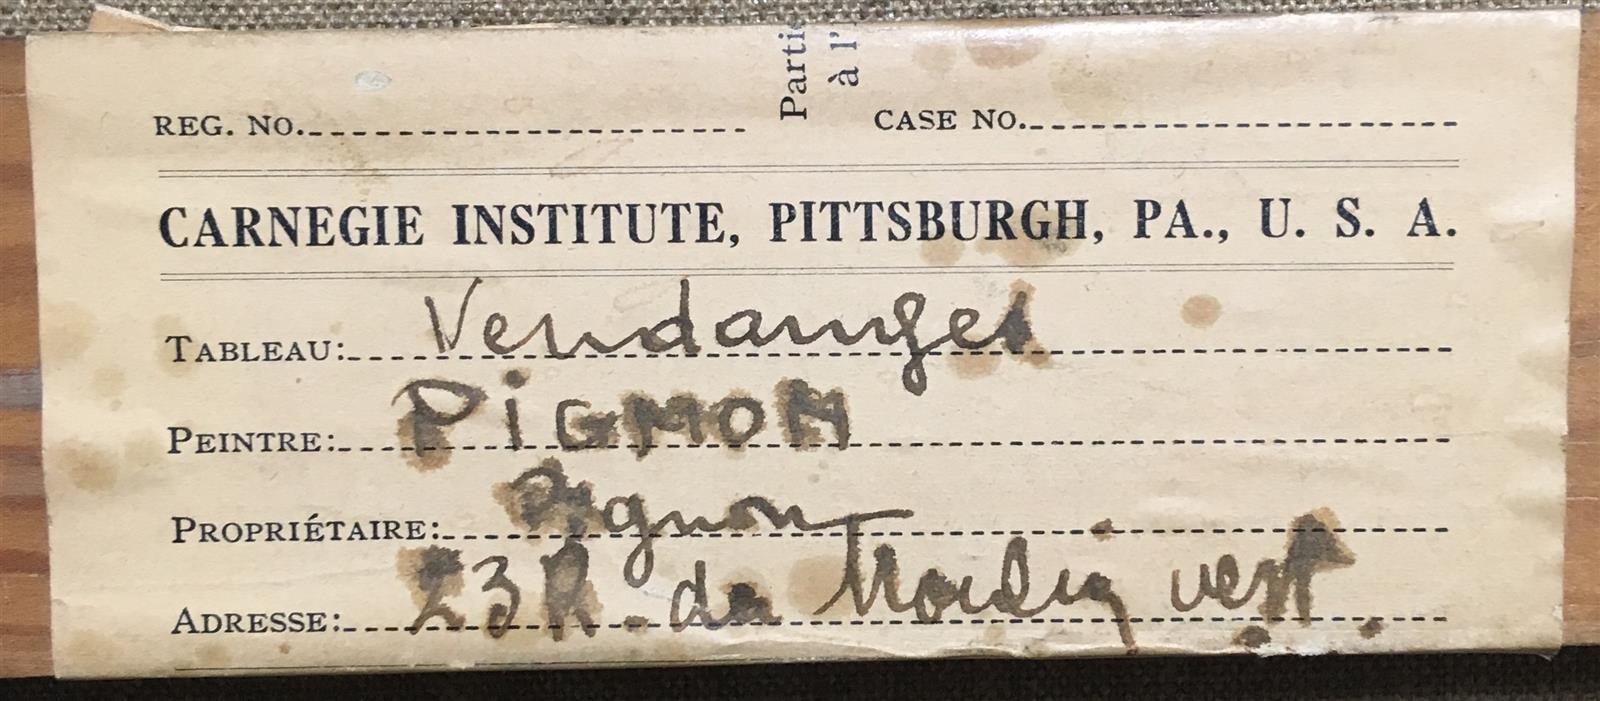 Parti
à l'
REG. NO. CASE NO.
CARNEGIE INSTITUTE, PITTSBURGH, PA., U. S. A.
TABLEAU: Vendanges
PEINTRE: PiGNON
PROPRIÉTAIRE: Pignon
ADRESSE: 23 R. du Moulin vert